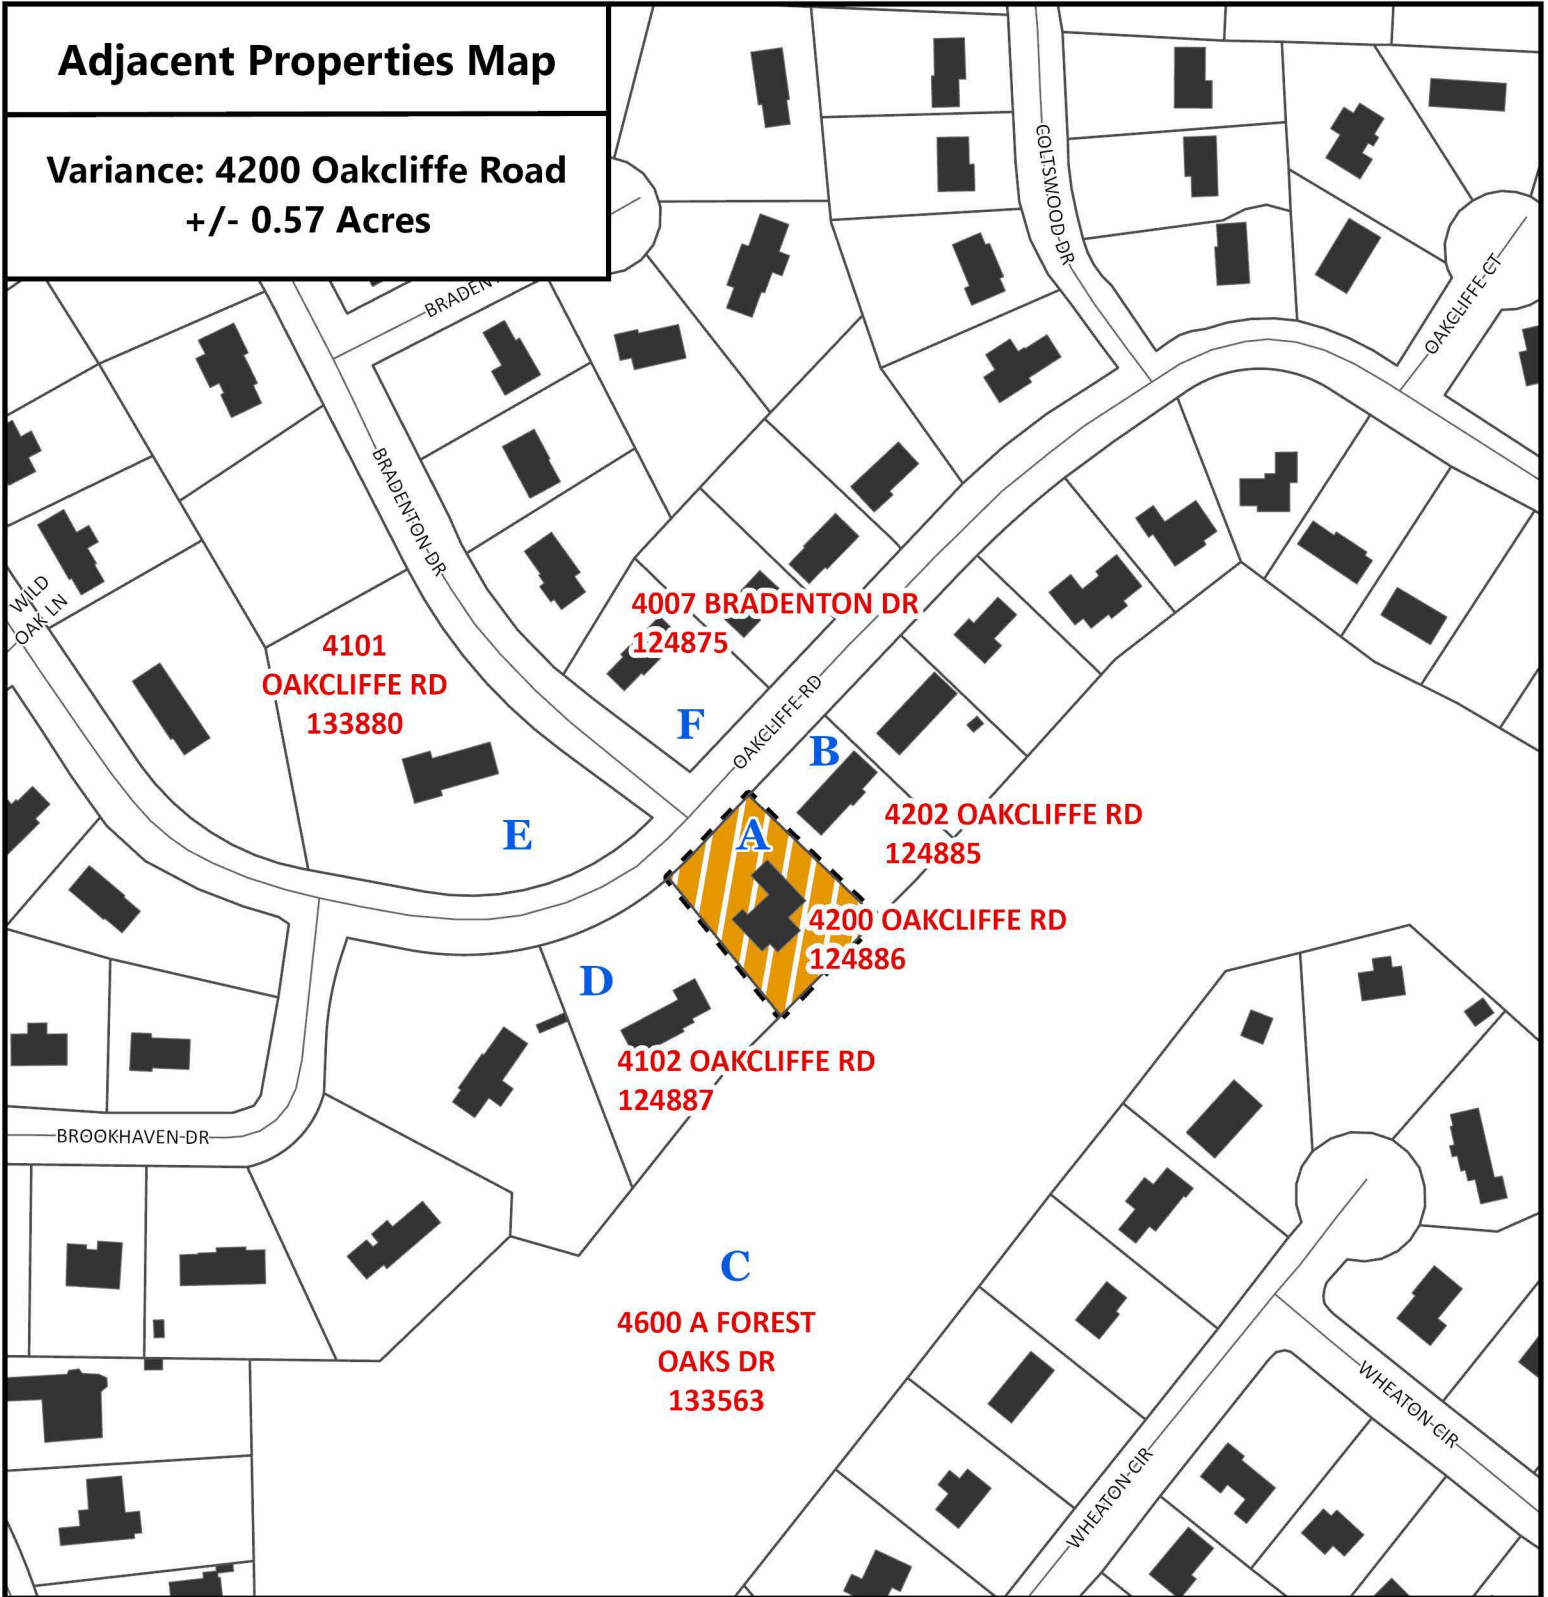 Adjacent Properties Map
Variance: 4200 Oakcliffe Road
+/- 0.57 Acres
COLTSWOOD-DR
OAKCLIFFE-CT
BRADENTON-DR
WILD
OAK LN
4007 BRADENTON DR
124875
4101
OAKCLIFFE RD
133880
F
OAKCLIFFE-RD
B
E
A
4202 OAKCLIFFE RD
124885
4200 OAKCLIFFE RD
124886
D
4102 OAKCLIFFE RD
124887
BROOKHAVEN-DR
C
4600 A FOREST
OAKS DR
133563
WHEATON-CIR
WHEATON-CIR